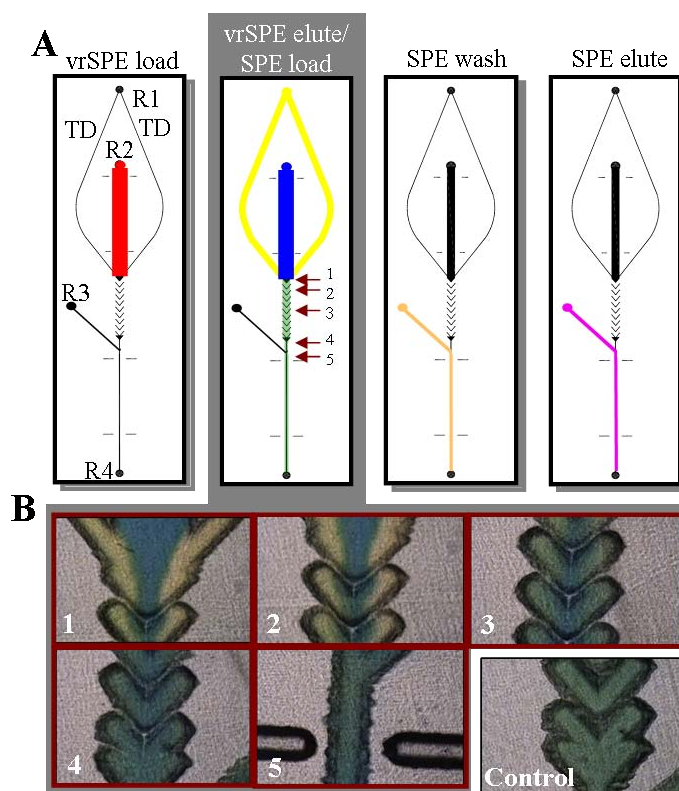 A
vrSPE load
vrSPE elute/
SPE load
SPE wash
SPE elute
R1
TD TD
R2
R3
R4
1
2
3
4
5
B
1
2
3
4
5
Control